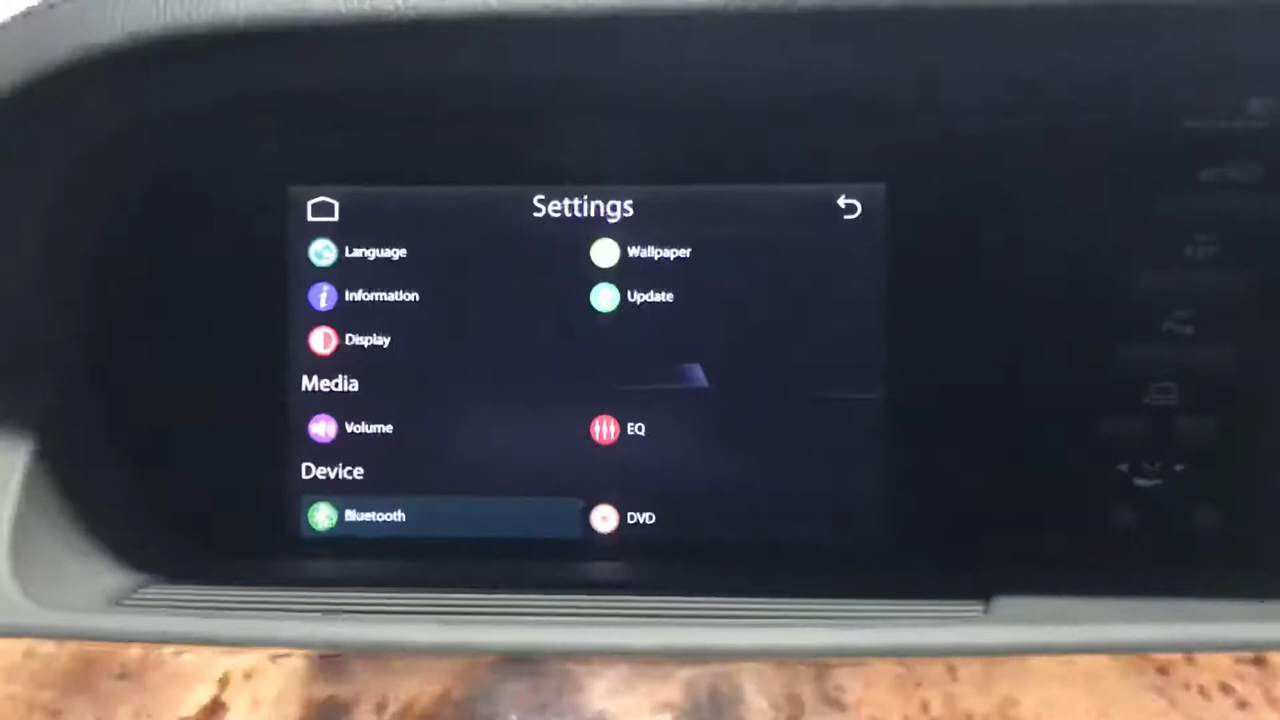 Settings
Language
Wallpaper
Information
Update
Display
Media
Volume
EQ
Device
Bluetooth
DVD